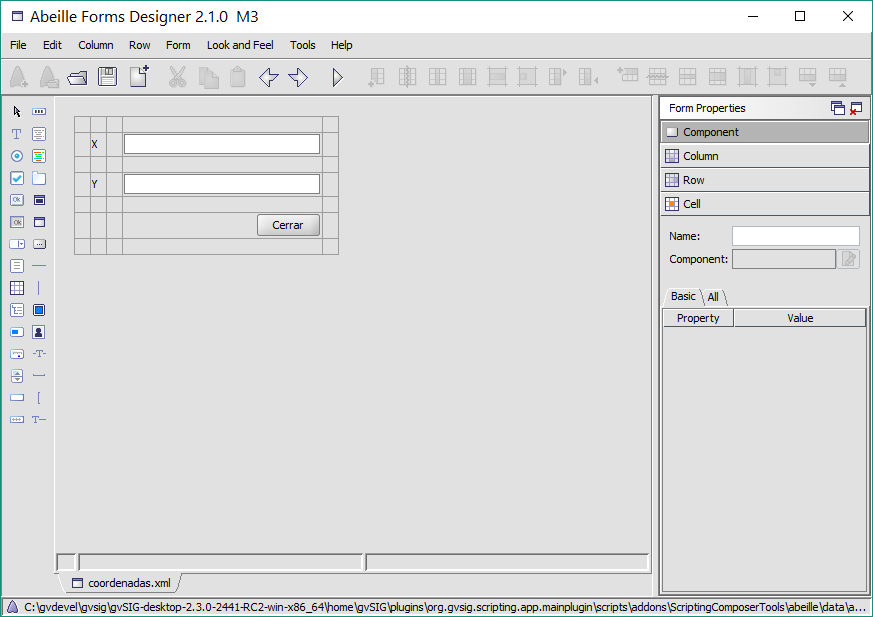 Abeille Forms Designer 2.1.0 M3
File Edit Column Row Form Look and Feel Tools Help
Form Properties
Component
Column
Row
Cell
X
Y
Cerrar
Name:
Component:
Basic All
Property Value
coordenadas.xml
C:\gvdevel\gvsig\gvSIG-desktop-2.3.0-2441-RC2-win-x86_64\home\gvSIG\plugins\org.gvsig.scripting.app.mainplugin\scripts\addons\ScriptingComposerTools\abeille\data\a...